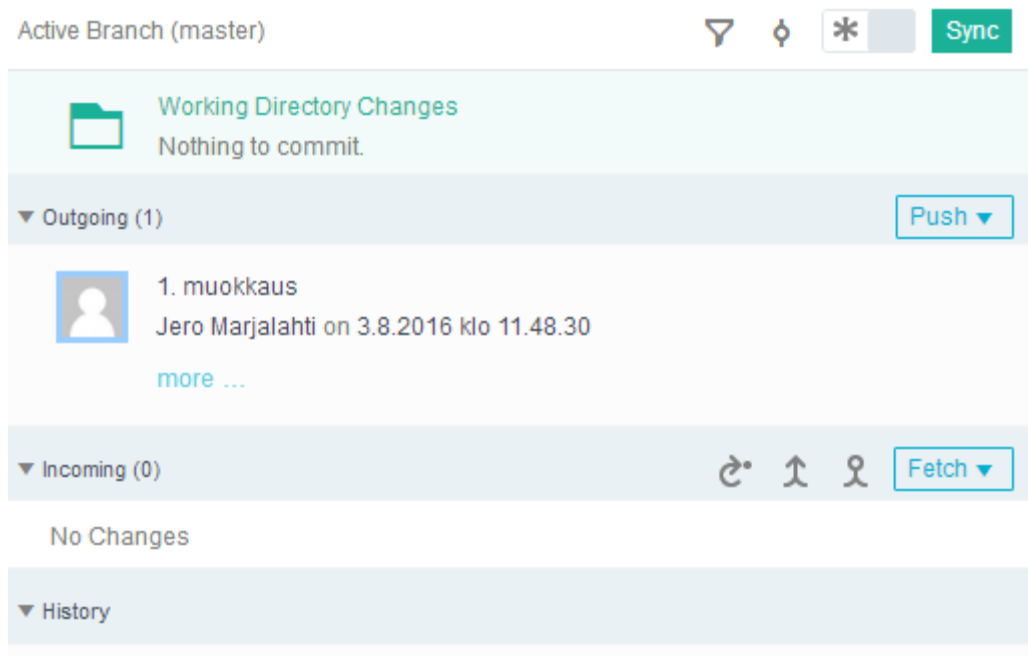 Active Branch (master)
Sync
Working Directory Changes
Nothing to commit.
Outgoing (1)
Push
1. muokkaus
Jero Marjalahti on 3.8.2016 klo 11.48.30
more ...
Incoming (0)
Fetch
No Changes
History